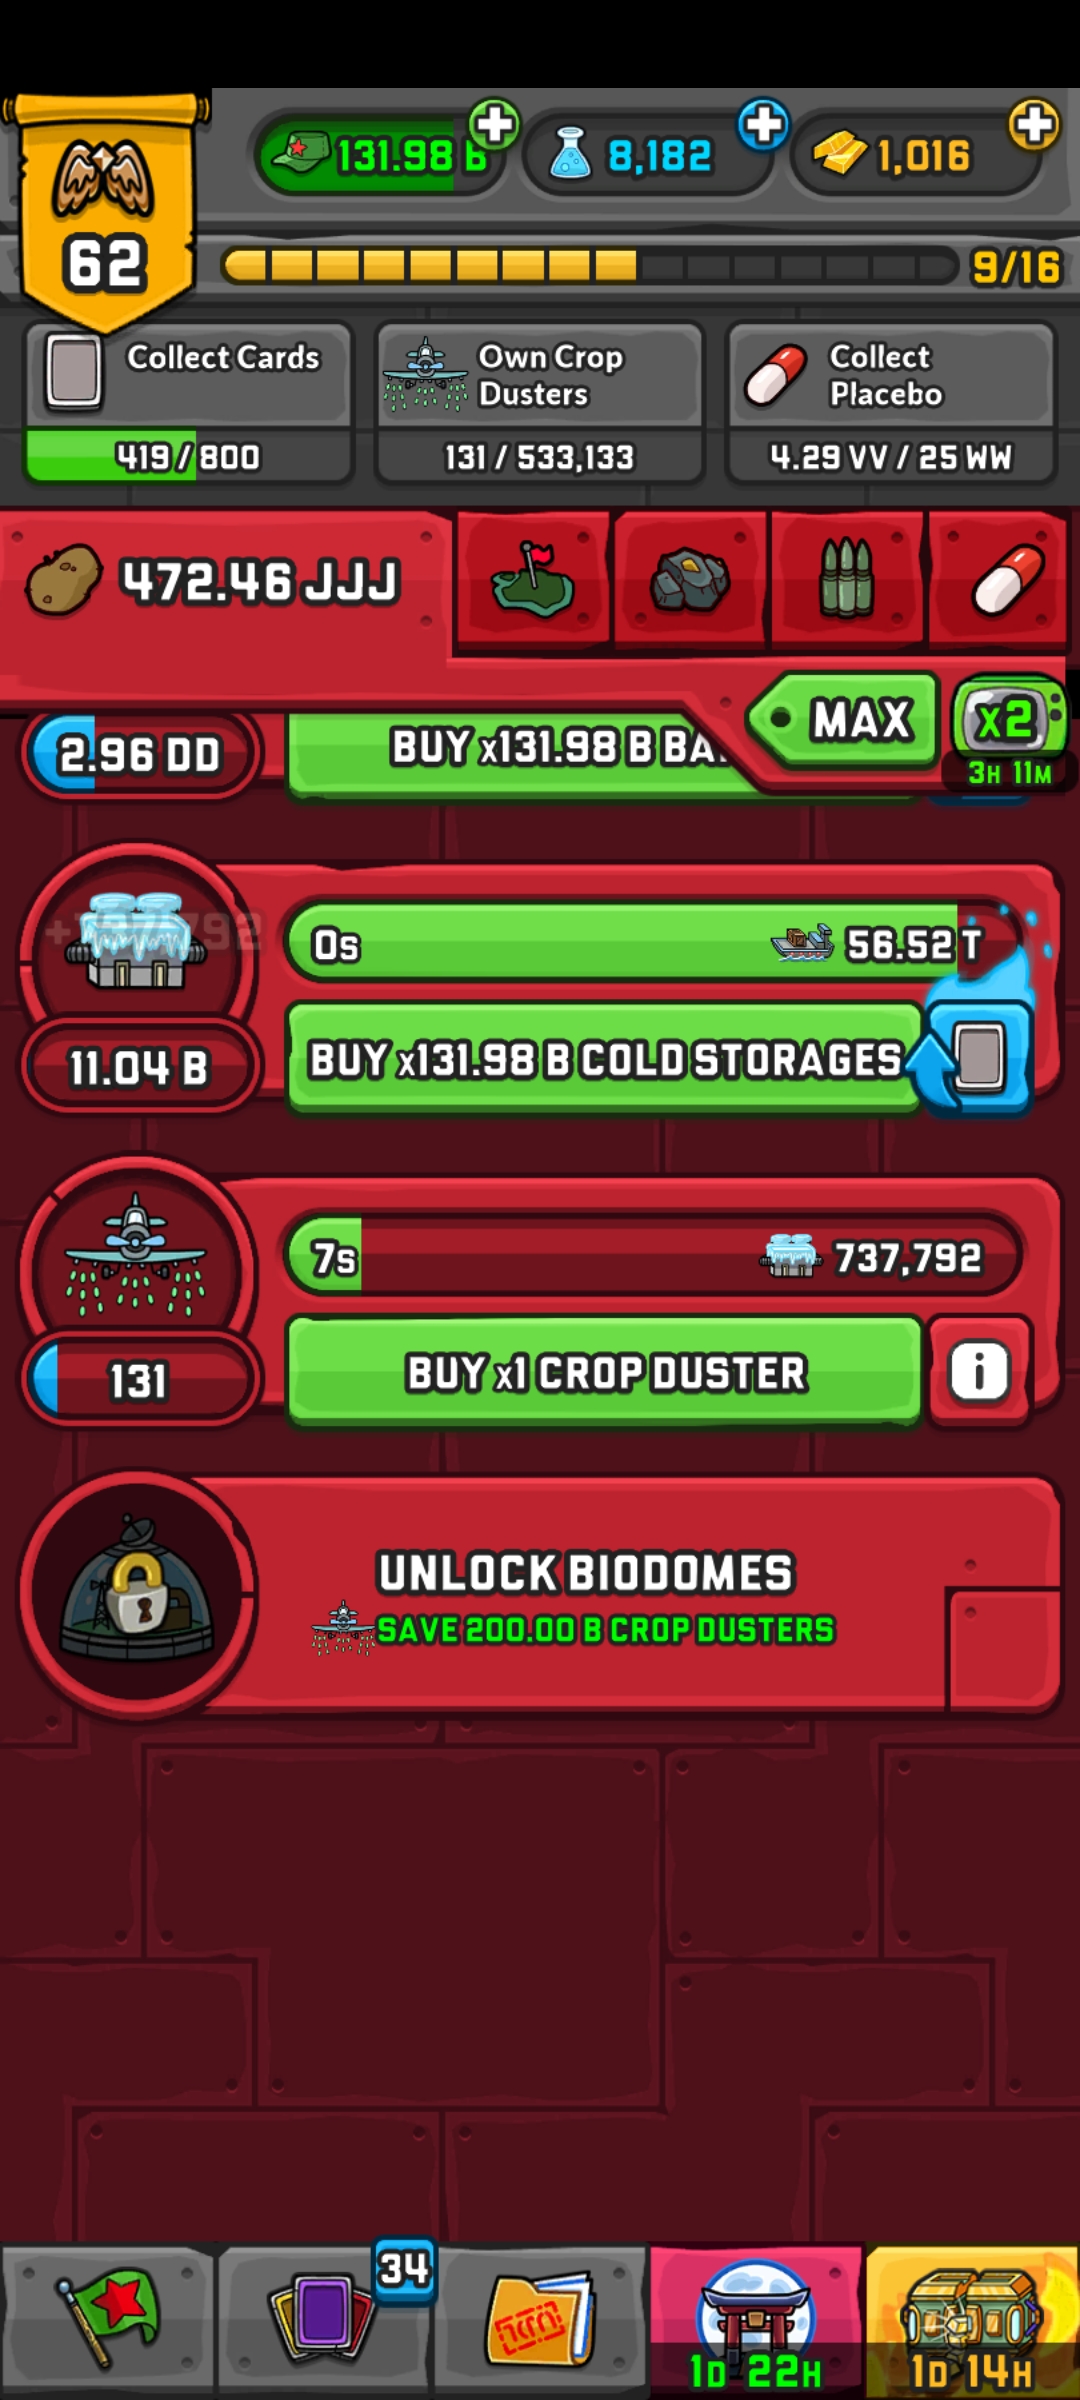 131.98 B
8,182
1,016
62
9/16
Collect Cards
419 / 800
Own Crop
Dusters
131 / 533,133
Collect
Placebo
4.29 VV / 25 WW
472.46 JJJ
MAX
x2
3H 11M
2.96 DD
BUY x131.98 B
0s
56.52 T
11.04 B
BUY x131.98 B COLD STORAGES
7s
737,792
131
BUY x1 CROP DUSTER
i
UNLOCK BIODOMES
SAVE 200.00 B CROP DUSTERS
34
1D 22H
1D 14H